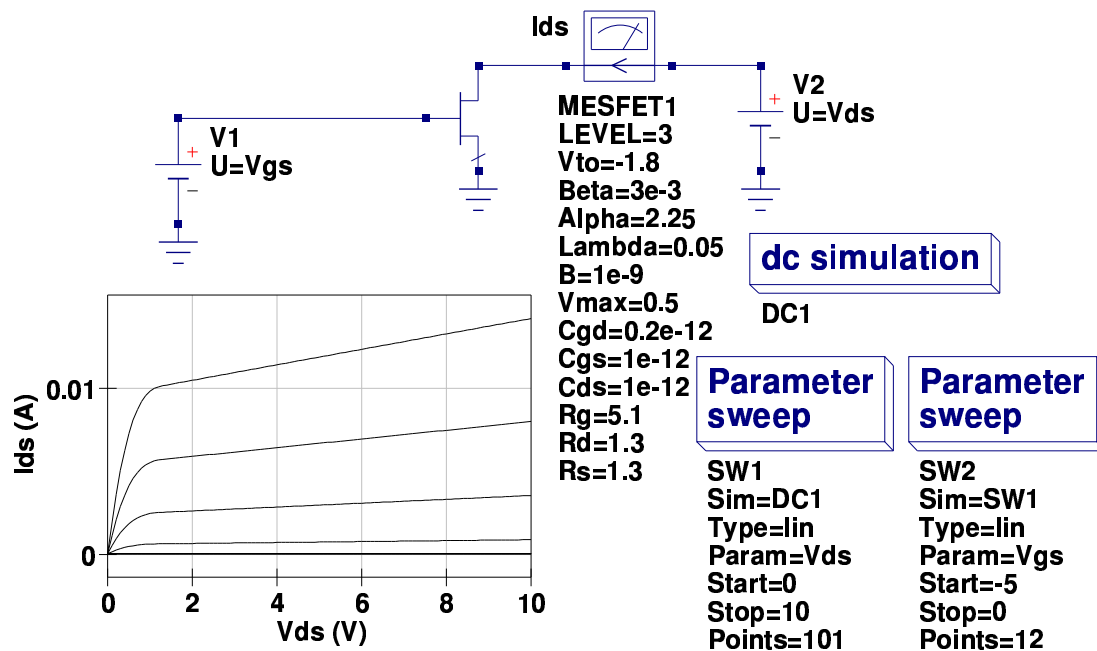 Ids
V2
U=Vds
+
−
V1
U=Vgs
+
−
MESFET1
LEVEL=3
Vto=-1.8
Beta=3e-3
Alpha=2.25
Lambda=0.05
B=1e-9
Vmax=0.5
Cgd=0.2e-12
Cgs=1e-12
Cds=1e-12
Rg=5.1
Rd=1.3
Rs=1.3
dc simulation
DC1
Parameter
sweep
SW1
Sim=DC1
Type=lin
Param=Vds
Start=0
Stop=10
Points=101
Parameter
sweep
SW2
Sim=SW1
Type=lin
Param=Vgs
Start=-5
Stop=0
Points=12
Ids (A)
0.01
0
0 2 4 6 8 10
Vds (V)